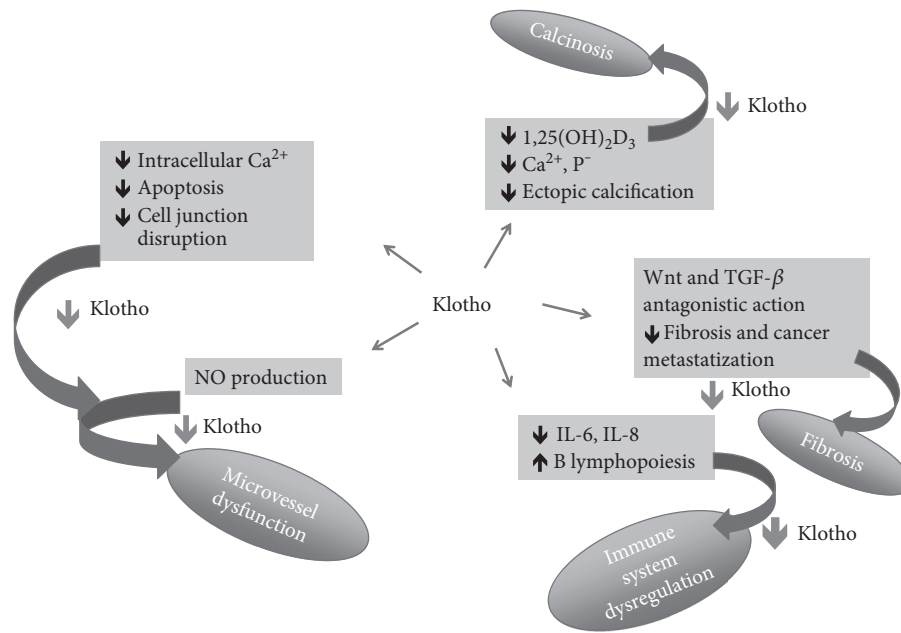 Calcinosis
↓ Klotho
↓ 1,25(OH)₂D₃
↓ Ca²⁺, P⁻
↓ Ectopic calcification
↓ Intracellular Ca²⁺
↓ Apoptosis
↓ Cell junction
disruption
↓ Klotho
Klotho
Wnt and TGF-β
antagonistic action
↓ Fibrosis and cancer
metastatization
↓ Klotho
Fibrosis
NO production
↓ Klotho
Microvessel
dysfunction
↓ IL-6, IL-8
↑ B lymphopoiesis
↓ Klotho
Immune
system
dysregulation